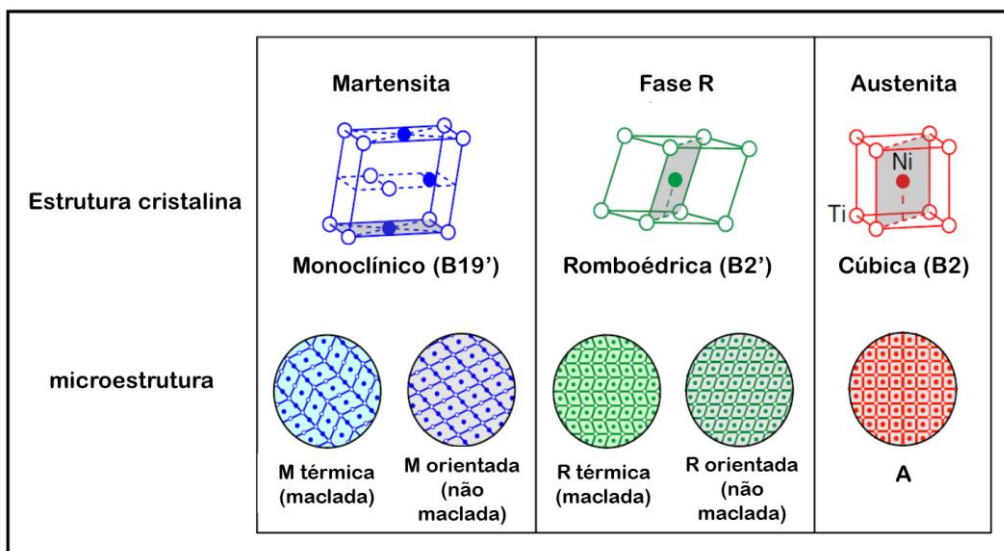 Martensita
Fase R
Austenita
Estrutura cristalina
Ni
Ti
Monoclínico (B19’)
Romboédrica (B2’)
Cúbica (B2)
microestrutura
M térmica
(maclada)
M orientada
(não
maclada)
R térmica
(maclada)
R orientada
(não
maclada)
A